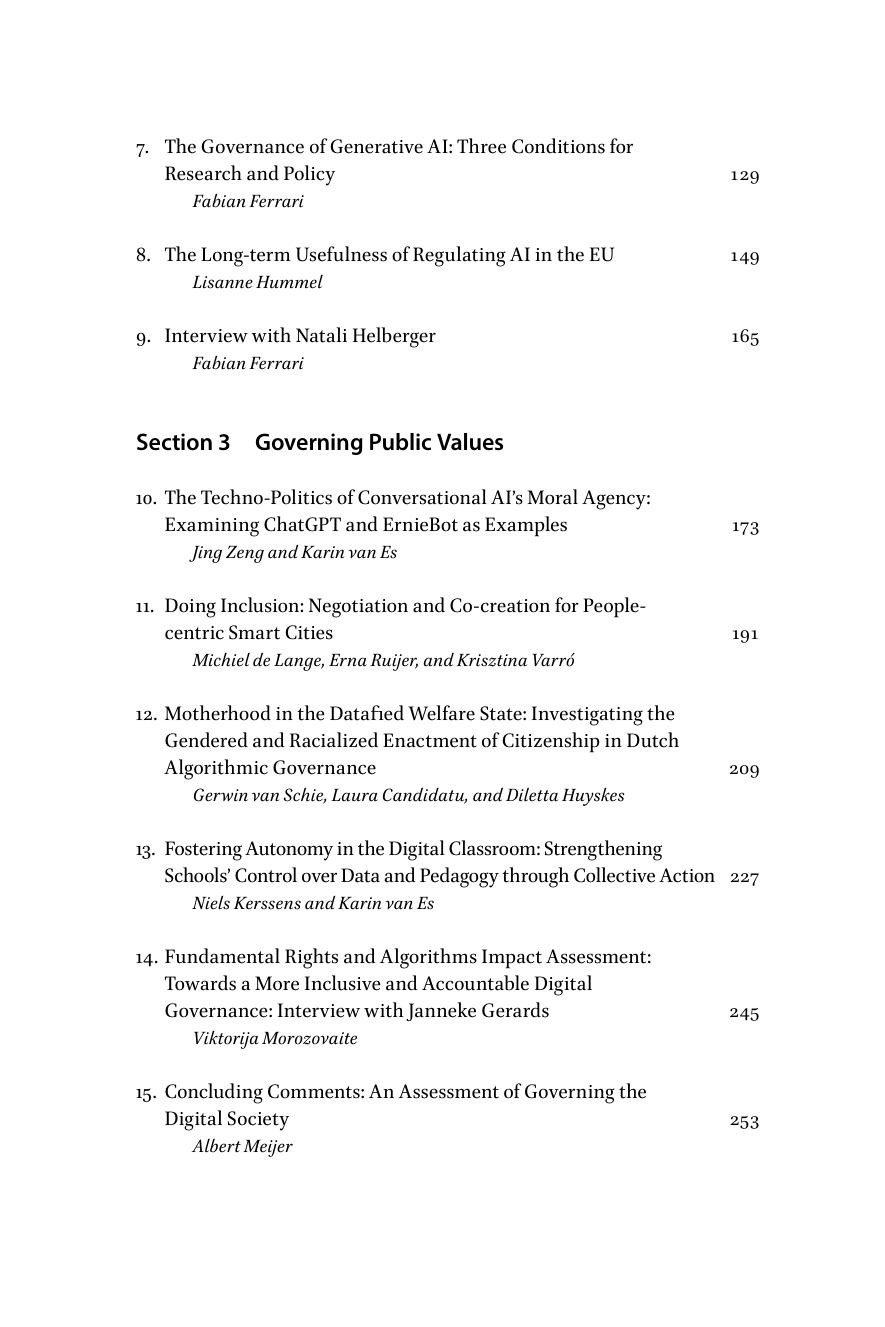 7. The Governance of Generative AI: Three Conditions for
Research and Policy 129
Fabian Ferrari
8. The Long-term Usefulness of Regulating AI in the EU 149
Lisanne Hummel
9. Interview with Natali Helberger 165
Fabian Ferrari
Section 3 Governing Public Values
10. The Techno-Politics of Conversational AI’s Moral Agency:
Examining ChatGPT and ErnieBot as Examples 173
Jing Zeng and Karin van Es
11. Doing Inclusion: Negotiation and Co-creation for People-
centric Smart Cities 191
Michiel de Lange, Erna Ruijer, and Krisztina Varró
12. Motherhood in the Datafied Welfare State: Investigating the
Gendered and Racialized Enactment of Citizenship in Dutch
Algorithmic Governance 209
Gerwin van Schie, Laura Candidatu, and Diletta Huyskes
13. Fostering Autonomy in the Digital Classroom: Strengthening
Schools’ Control over Data and Pedagogy through Collective Action 227
Niels Kerssens and Karin van Es
14. Fundamental Rights and Algorithms Impact Assessment:
Towards a More Inclusive and Accountable Digital
Governance: Interview with Janneke Gerards 245
Viktorija Morozovaite
15. Concluding Comments: An Assessment of Governing the
Digital Society 253
Albert Meijer